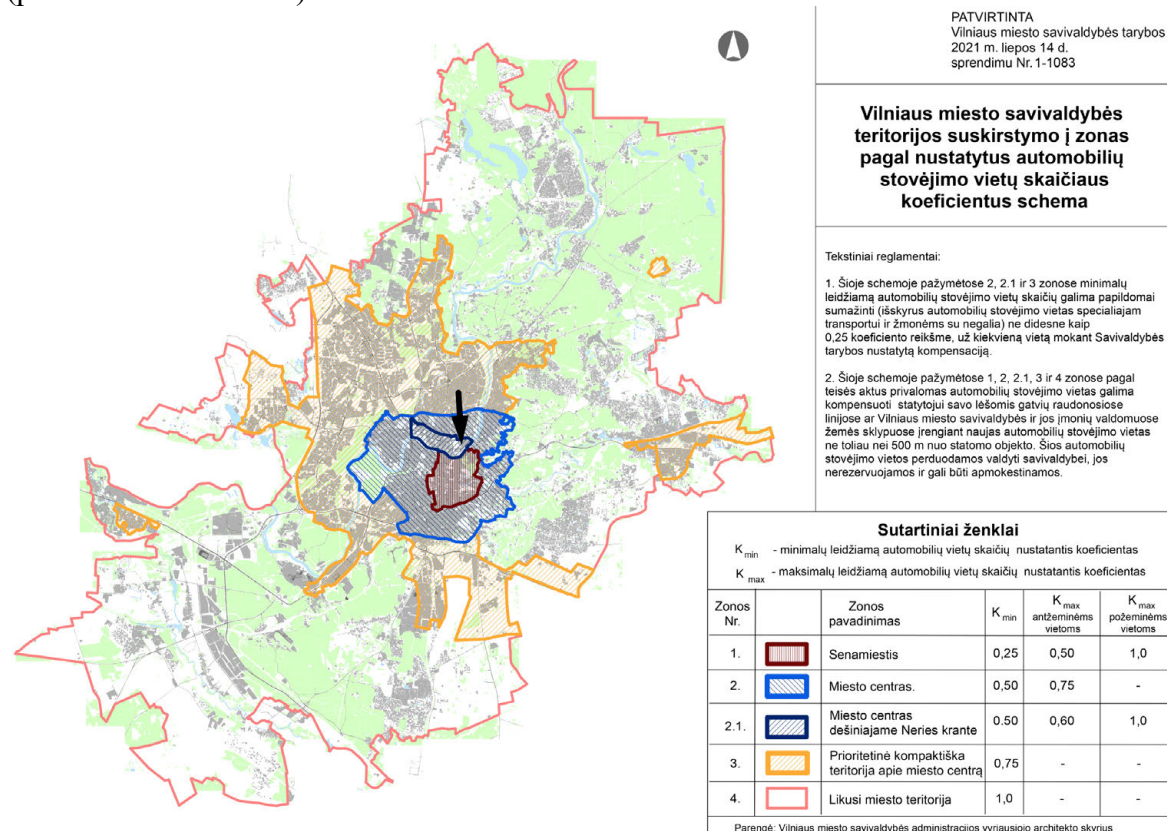 PATVIRTINTA
Vilniaus miesto savivaldybės tarybos
2021 m. liepos 14 d.
sprendimu Nr. 1-1083
Vilniaus miesto savivaldybės
teritorijos suskirstymo į zonas
pagal nustatytus automobilių
stovėjimo vietų skaičiaus
koeficientus schema
Tekstiniai reglamentai:
1. Šioje schemoje pažymėtose 2, 2.1 ir 3 zonose minimalų
leidžiamą automobilių stovėjimo vietų skaičių galima papildomai
sumažinti (išskyrus automobilių stovėjimo vietas specialiajam
transportui ir žmonėms su negalia) ne didesne kaip
0,25 koeficiento reikšme, už kiekvieną vietą mokant Savivaldybės
tarybos nustatytą kompensaciją.
2. Šioje schemoje pažymėtose 1, 2, 2.1, 3 ir 4 zonose pagal
teisės aktus privalomas automobilių stovėjimo vietas galima
kompensuoti statytojui savo lėšomis gatvių raudonosiose
linijose ar Vilniaus miesto savivaldybės ir jos įmonių valdomuose
žemės sklypuose įrengiant naujas automobilių stovėjimo vietas
ne toliau nei 500 m nuo statomo objekto. Šios automobilių
stovėjimo vietos perduodamos valdyti savivaldybei, jos
nerezervuojamos ir gali būti apmokestinamos.
Sutartiniai ženklai
K min - minimalų leidžiamą automobilių vietų skaičių nustatantis koeficientas
K max - maksimalų leidžiamą automobilių vietų skaičių nustatantis koeficientas
Zonos Nr. Zonos pavadinimas K min K max antžeminėms vietoms K max požeminėms vietoms
1. Senamiestis 0,25 0,50 1,0
2. Miesto centras. 0,50 0,75 -
2.1. Miesto centras dešiniajame Neries krante 0.50 0,60 1,0
3. Prioritetinė kompaktiška teritorija apie miesto centrą 0,75 - -
4. Likusi miesto teritorija 1,0 - -
Parengė: Vilniaus miesto savivaldybės administracijos vyriausiojo architekto skyrius